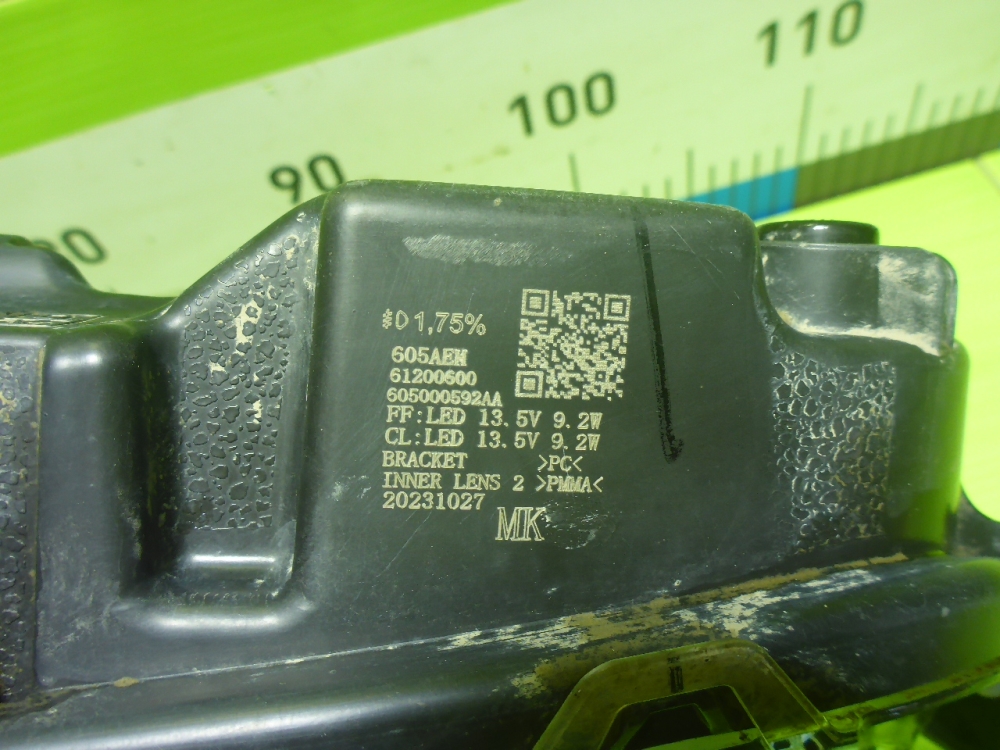 110
100
90
1,75%
605AEM
61200600
605000592AA
FF:LED 13.5V 9.2W
CL:LED 13.5V 9.2W
BRACKET >PC<
INNER LENS 2 >PMMA<
20231027
MK